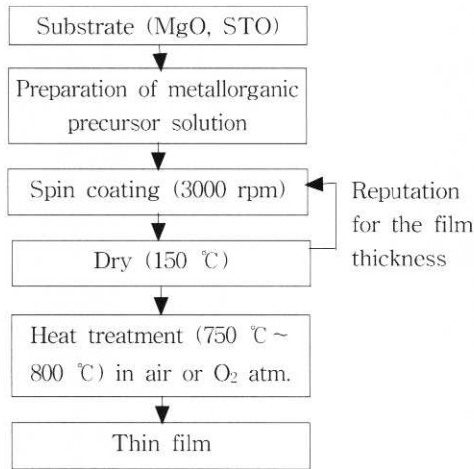 Substrate (MgO, STO)
Preparation of metallorganic
precursor solution
Spin coating (3000 rpm)
Reputation
for the film
thickness
Dry (150 ℃)
Heat treatment (750 ℃ ~
800 ℃) in air or O₂ atm.
Thin film